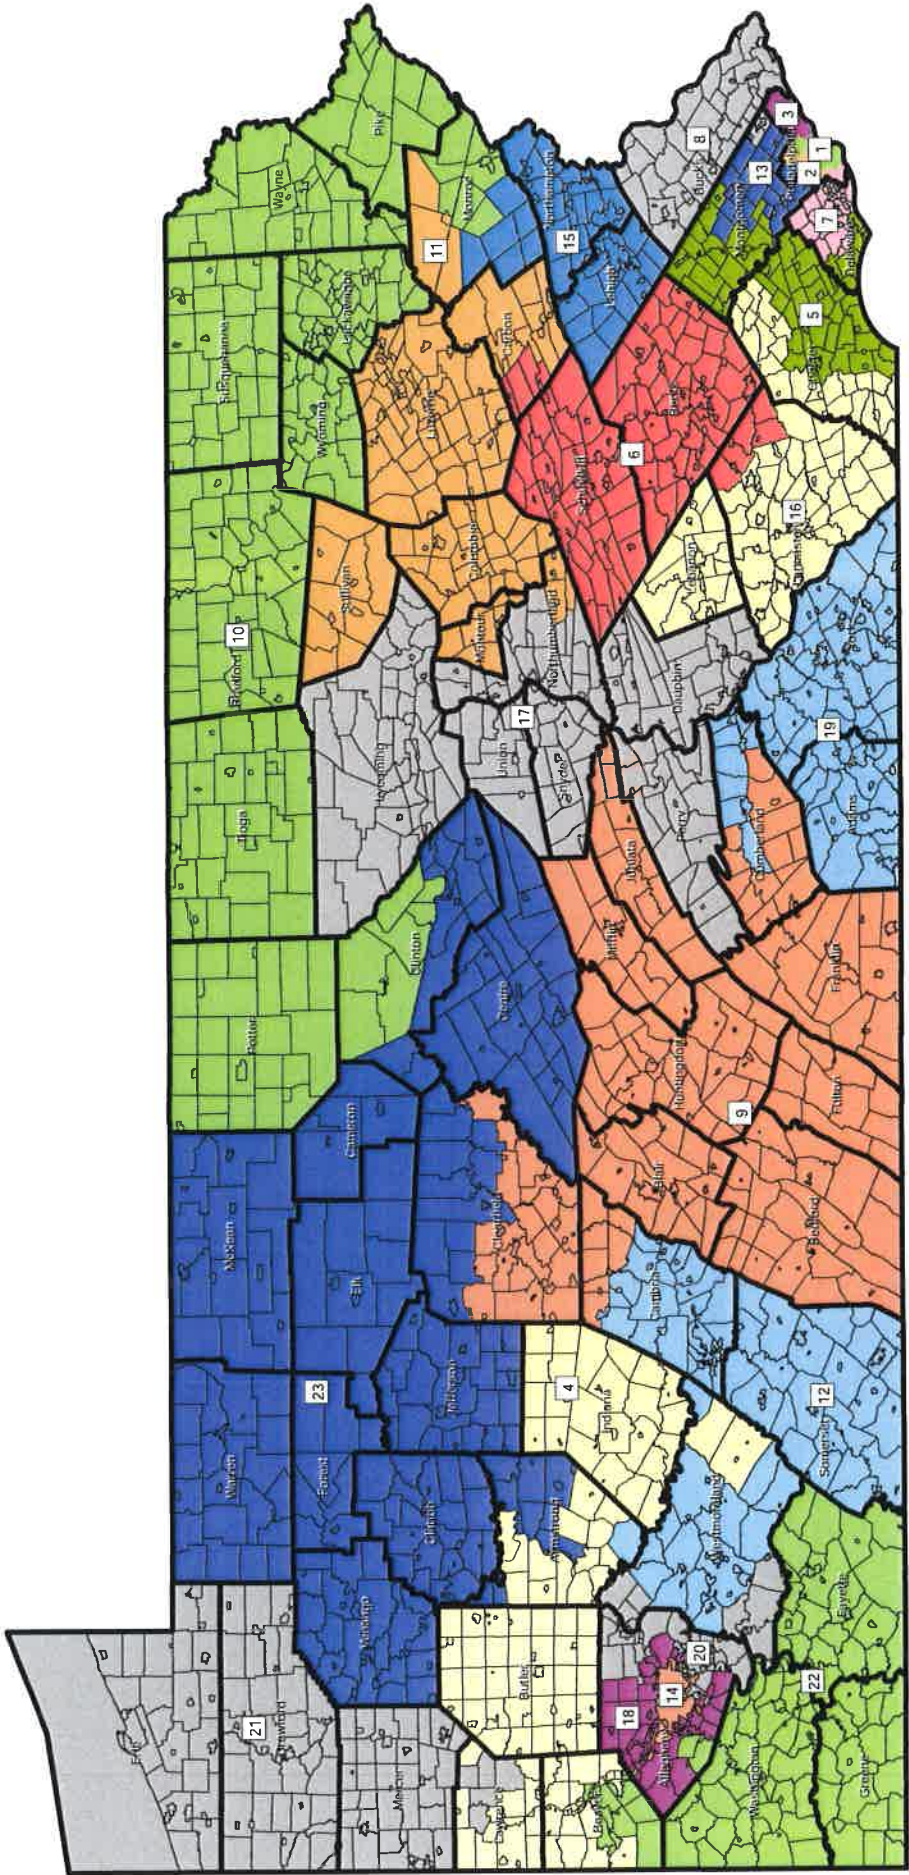 Erie
Crawford
21
Mercer
Lawrence
Beaver
Butler
Venango
Warren
McKean
23
Forest
Elk
Cameron
Potter
Tioga
Bradford
10
Susquehanna
Wayne
Pike
Wyoming
Lackawanna
Sullivan
Lycoming
Clinton
Clarion
Jefferson
Clearfield
Centre
Union
17
Snyder
Montour
Columbia
Northumberland
Luzerne
11
Monroe
Carbon
Northampton
15
Lehigh
Schuylkill
Armstrong
4
Indiana
Cambria
Blair
Huntingdon
Mifflin
Juniata
Perry
Dauphin
Lebanon
6
Berks
Bucks
8
Montgomery
13
3
Philadelphia
2
1
7
Delaware
5
Chester
16
Lancaster
York
19
Adams
Cumberland
Franklin
Fulton
9
Bedford
Somerset
12
Westmoreland
20
14
18
Allegheny
Washington
22
Fayette
Greene